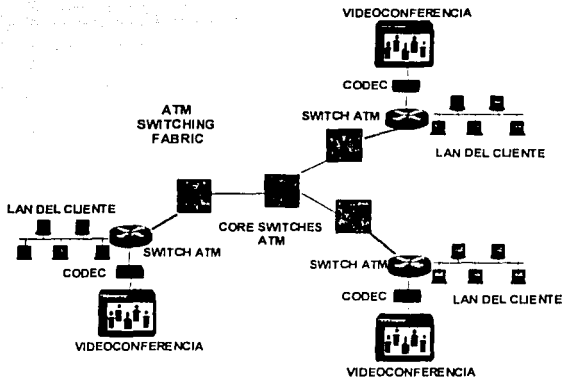 VIDEOCONFERENCIA
CODEC
ATM
SWITCHING
FABRIC
SWITCH ATM
LAN DEL CLIENTE
LAN DEL CLIENTE
CORE SWITCHES
ATM
SWITCH ATM
CODEC
SWITCH ATM
CODEC
LAN DEL CLIENTE
VIDEOCONFERENCIA
VIDEOCONFERENCIA